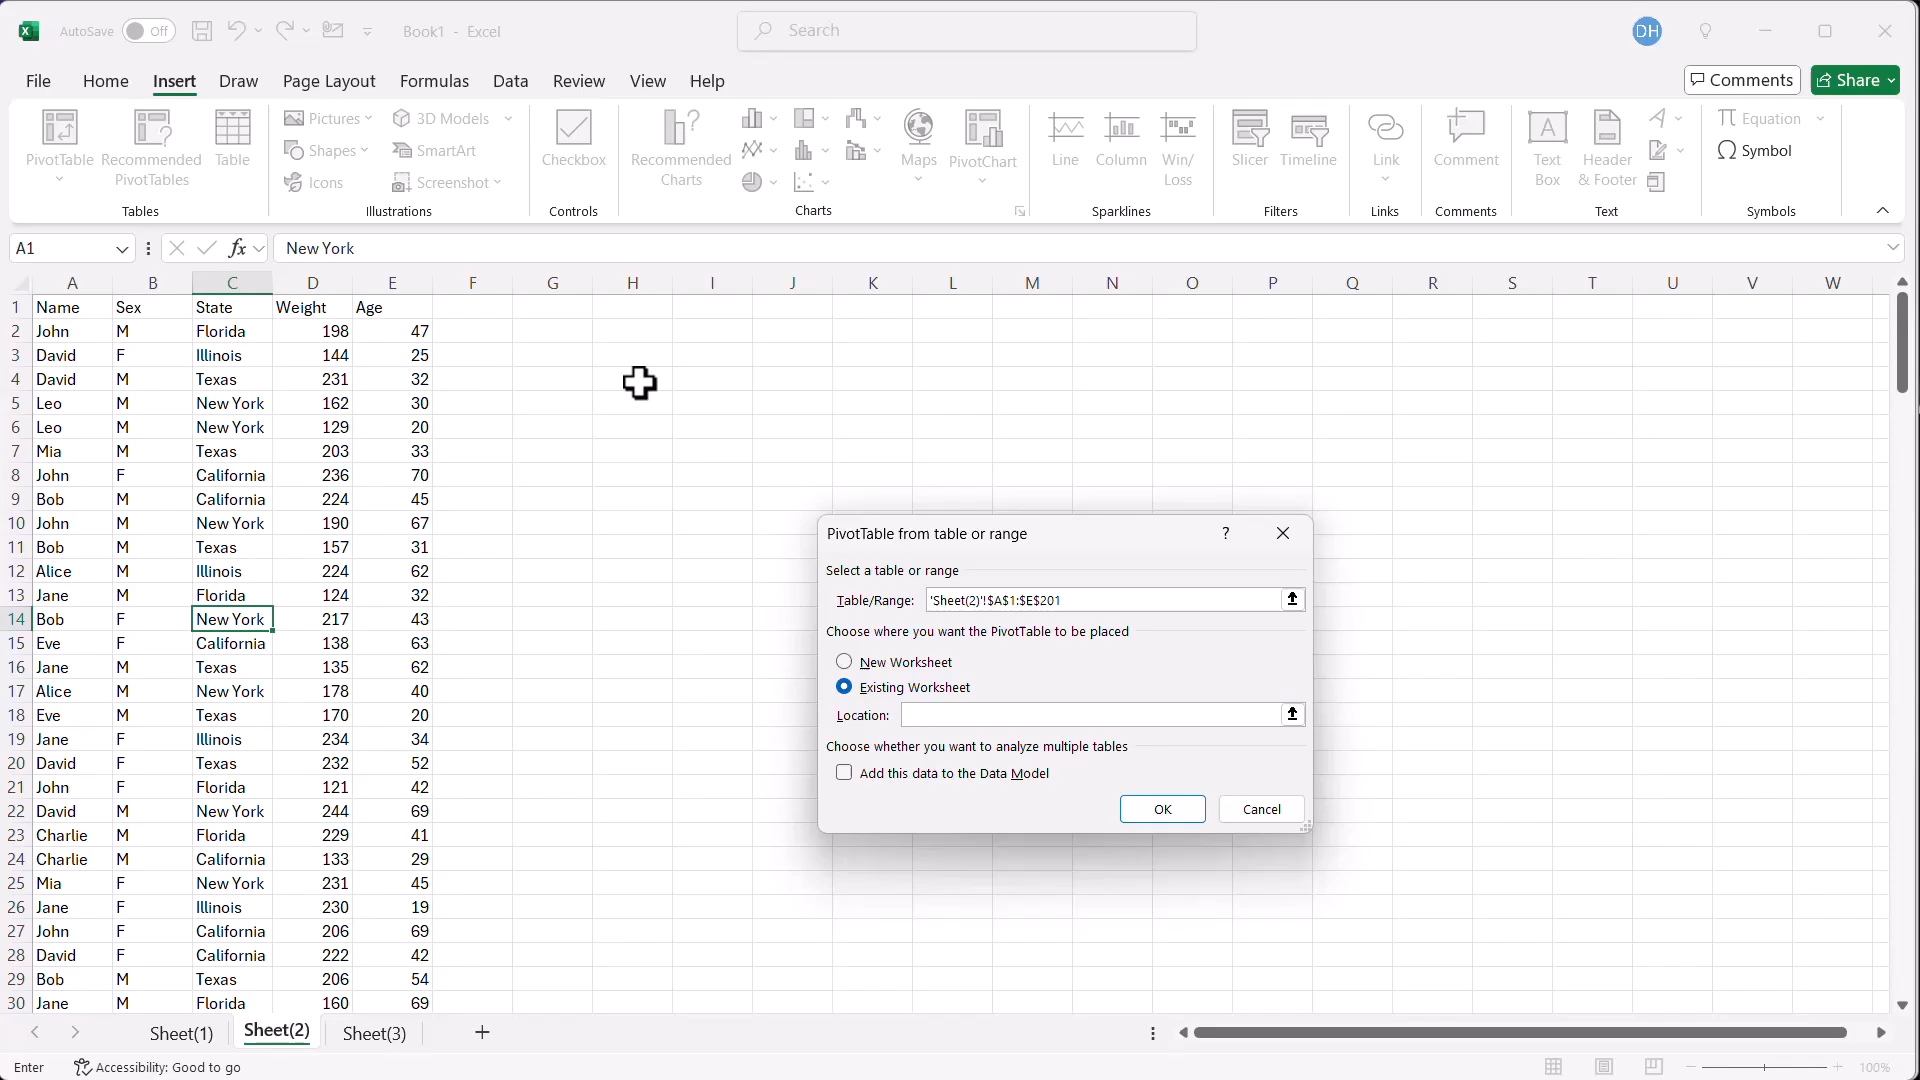 AutoSave Off Book1 - Excel Search DH
File Home Insert Draw Page Layout Formulas Data Review View Help Comments Share
PivotTable Recommended PivotTables Table
Pictures 3D Models
Shapes SmartArt
Icons Screenshot
Checkbox
Recommended Charts
Maps PivotChart
Line Column Win/Loss
Slicer Timeline
Link
Comment
Text Box Header & Footer
Equation
Symbol
Tables Illustrations Controls Charts Sparklines Filters Links Comments Text Symbols
A1 fx New York
A B C D E F G H I J K L M N O P Q R S T U V W
1 Name Sex State Weight Age
2 John M Florida 198 47
3 David F Illinois 144 25
4 David M Texas 231 32
5 Leo M New York 162 30
6 Leo M New York 129 20
7 Mia M Texas 203 33
8 John F California 236 70
9 Bob M California 224 45
10 John M New York 190 67
11 Bob M Texas 157 31
12 Alice M Illinois 224 62
13 Jane M Florida 124 32
14 Bob F New York 217 43
15 Eve F California 138 63
16 Jane M Texas 135 62
17 Alice M New York 178 40
18 Eve M Texas 170 20
19 Jane F Illinois 234 34
20 David F Texas 232 52
21 John F Florida 121 42
22 David M New York 244 69
23 Charlie M Florida 229 41
24 Charlie M California 133 29
25 Mia F New York 231 45
26 Jane F Illinois 230 19
27 John F California 206 69
28 David F California 222 42
29 Bob M Texas 206 54
30 Jane M Florida 160 69
PivotTable from table or range ?
Select a table or range
Table/Range: 'Sheet(2)'!$A$1:$E$201
Choose where you want the PivotTable to be placed
New Worksheet
Existing Worksheet
Location:
Choose whether you want to analyze multiple tables
Add this data to the Data Model
OK Cancel
Sheet(1) Sheet(2) Sheet(3)
Enter Accessibility: Good to go 100%